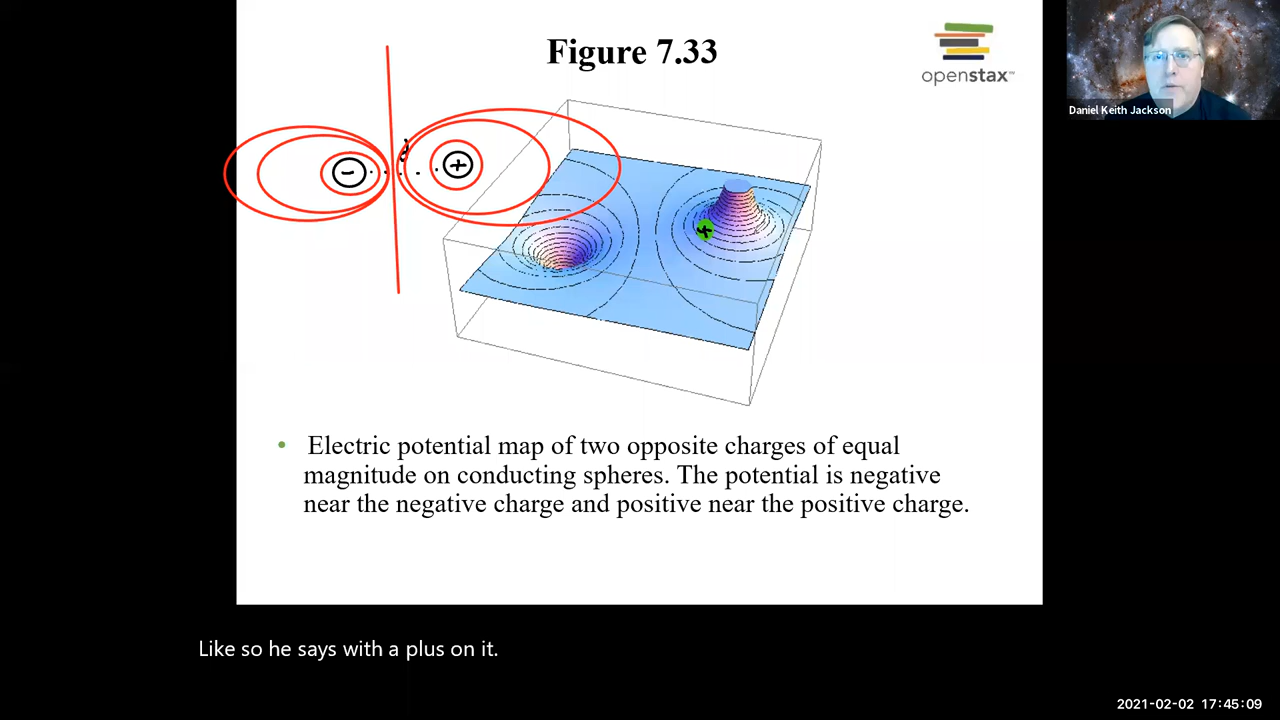 Figure 7.33
openstax™
Daniel Keith Jackson
−
+
+
• Electric potential map of two opposite charges of equal
magnitude on conducting spheres. The potential is negative
near the negative charge and positive near the positive charge.
Like so he says with a plus on it.
2021-02-02 17:45:09